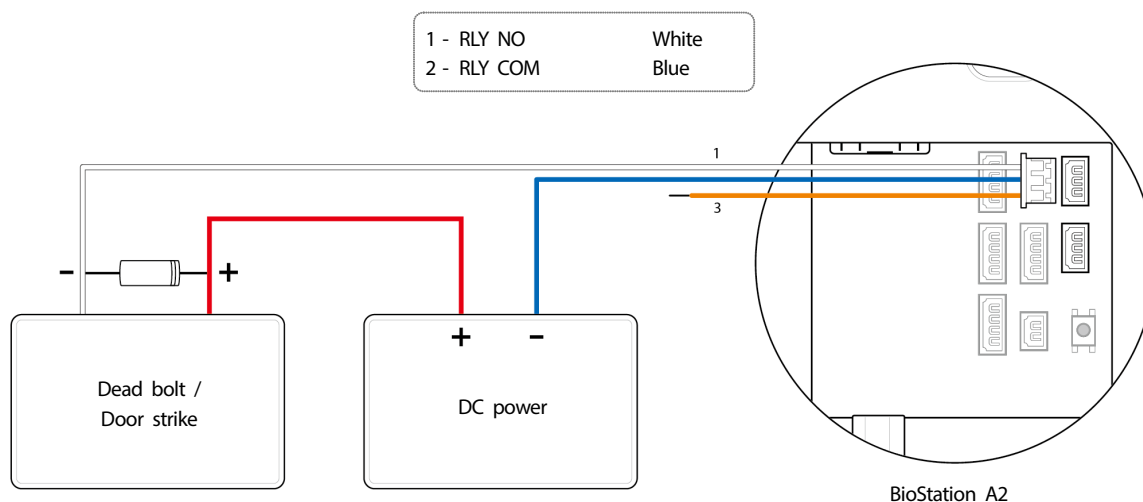 1 - RLY NO White
2 - RLY COM Blue
1
3
- +
+ -
Dead bolt /
Door strike
DC power
BioStation A2